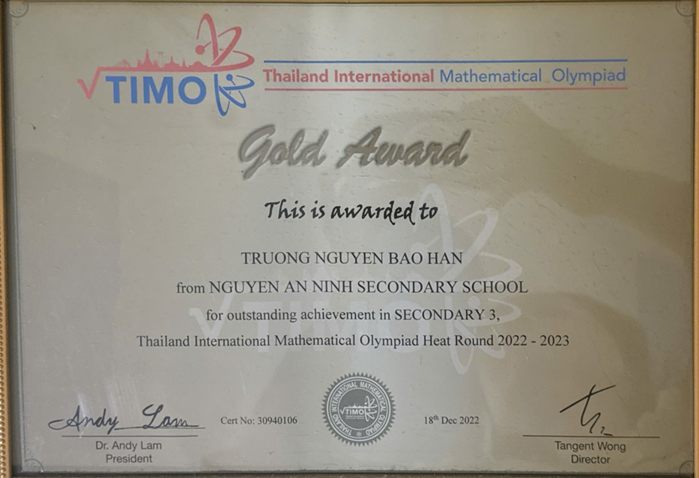 TIMO
Thailand International Mathematical Olympiad
Gold Award
This is awarded to
TRUONG NGUYEN BAO HAN
from NGUYEN AN NINH SECONDARY SCHOOL
for outstanding achievement in SECONDARY 3,
Thailand International Mathematical Olympiad Heat Round 2022 - 2023
Andy Lam
Cert No: 30940106
TIMO
18th Dec 2022
Dr. Andy Lam
President
Tangent Wong
Director